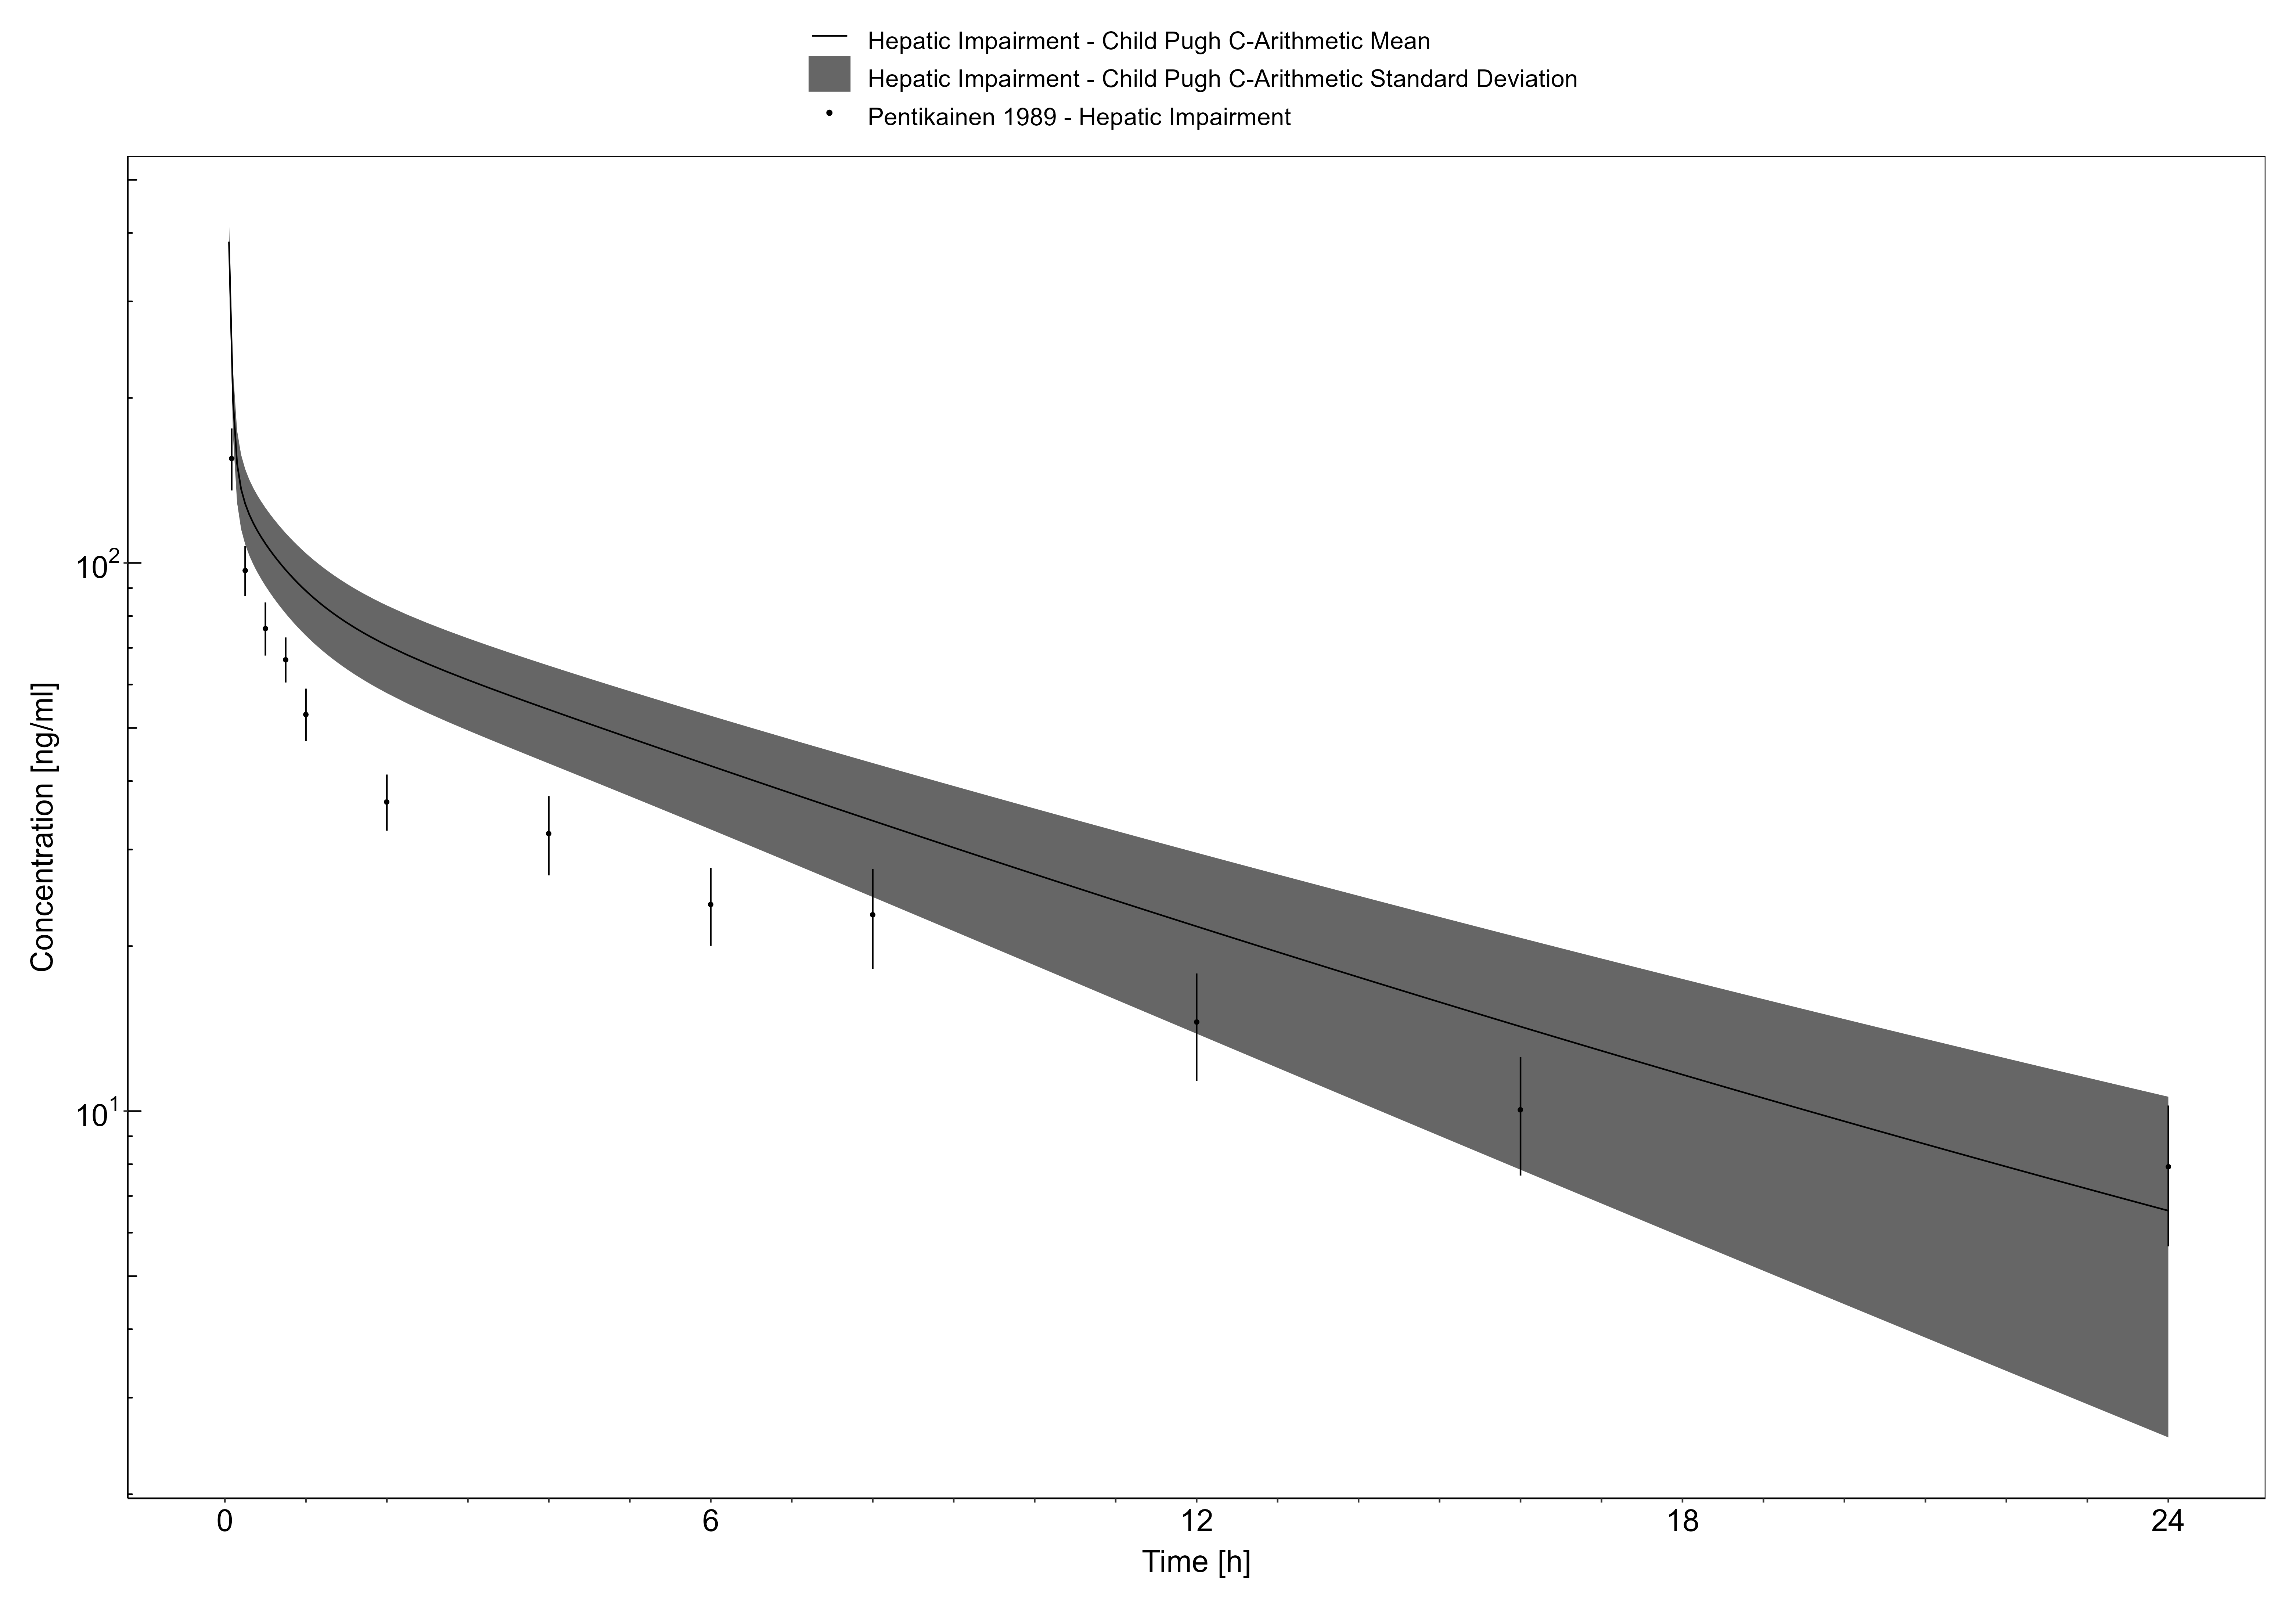 Hepatic Impairment - Child Pugh C-Arithmetic Mean
Hepatic Impairment - Child Pugh C-Arithmetic Standard Deviation
Pentikainen 1989 - Hepatic Impairment
Concentration [ng/ml]
10²
10¹
0 6 12 18 24
Time [h]